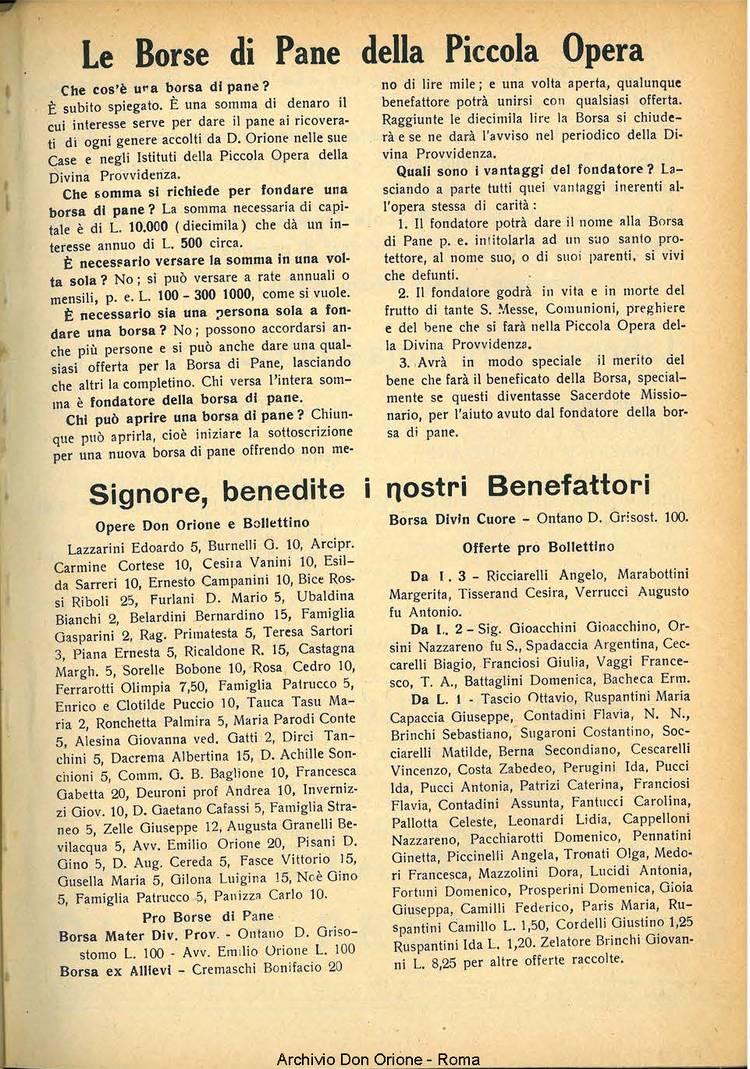 Le Borse di Pane della Piccola Opera
Che cos'è una borsa di pane?
È subito spiegato. È una somma di denaro il
cui interesse serve per dare il pane ai ricovera-
ti di ogni genere accolti da D. Orione nelle sue
Case e negli Istituti della Piccola Opera della
Divina Provvidenza.
Che somma si richiede per fondare una
borsa di pane? La somma necessaria di capi-
tale è di L. 10.000 (diecimila) che dà un in-
teresse annuo di L. 500 circa.
È necessario versare la somma in una vol-
ta sola? No; si può versare a rate annuali o
mensili, p. e. L. 100 - 300 1000, come si vuole.
È necessario sia una persona sola a fon-
dare una borsa? No; possono accordarsi an-
che più persone e si può anche dare una qual-
siasi offerta per la Borsa di Pane, lasciando
che altri la completino. Chi versa l'intera som-
ma è fondatore della borsa di pane.
Chi può aprire una borsa di pane? Chiun-
que può aprirla, cioè iniziare la sottoscrizione
per una nuova borsa di pane offrendo non me-
no di lire mile; e una volta aperta, qualunque
benefattore potrà unirsi con qualsiasi offerta.
Raggiunte le diecimila lire la Borsa si chiude-
rà e se ne darà l'avviso nel periodico della Di-
vina Provvidenza.
Quali sono i vantaggi del fondatore? La-
sciando a parte tutti quei vantaggi inerenti al-
l'opera stessa di carità:
1. Il fondatore potrà dare il nome alla Borsa
di Pane p. e. intitolarla ad un suo santo pro-
tettore, al nome suo, o di suoi parenti, si vivi
che defunti.
2. Il fondatore godrà in vita e in morte del
frutto di tante S. Messe, Comunioni, preghiere
e del bene che si farà nella Piccola Opera del-
la Divina Provvidenza.
3. Avrà in modo speciale il merito del
bene che farà il beneficato della Borsa, special-
mente se questi diventasse Sacerdote Missio-
nario, per l'aiuto avuto dal fondatore della bor-
sa di pane.
Signore, benedite i nostri Benefattori
Opere Don Orione e Bollettino
Lazzarini Edoardo 5, Burnelli G. 10, Arcipr.
Carmine Cortese 10, Cesira Vanini 10, Esil-
da Sarreri 10, Ernesto Campanini 10, Bice Ros-
si Riboli 25, Furlani D. Mario 5, Ubaldina
Bianchi 2, Belardini Bernardino 15, Famiglia
Gasparini 2, Rag. Primatesta 5, Teresa Sartori
3, Piana Ernesta 5, Ricaldone R. 15, Castagna
Margh. 5, Sorelle Bobone 10, Rosa Cedro 10,
Ferrarotti Olimpia 7,50, Famiglia Patrucco 5,
Enrico e Clotilde Puccio 10, Tauca Tasu Ma-
ria 2, Ronchetta Palmira 5, Maria Parodi Conte
5, Alesina Giovanna ved. Gatti 2, Dirci Tan-
chini 5, Dacrema Albertina 15, D. Achille Son-
cnioni 5, Comm. G. B. Baglione 10, Francesca
Gabetta 20, Deuroni prof Andrea 10, Inverniz-
zi Giov. 10, D. Gaetano Cafassi 5, Famiglia Stra-
neo 5, Zelle Giuseppe 12, Augusta Granelli Be-
vilacqua 5, Avv. Emilio Orione 20, Pisani D.
Gino 5, D. Aug. Cereda 5, Fasce Vittorio 15,
Gusella Maria 5, Gilona Luigina 15, Noè Gino
5, Famiglia Patrucco 5, Panizza Carlo 10.
Pro Borse di Pane
Borsa Mater Div. Prov. - Ontano D. Griso-
stomo L. 100 - Avv. Emilio Orione L. 100
Borsa ex Allievi - Cremaschi Bonifacio 20
Borsa Divin Cuore - Ontano D. Grisost. 100.
Offerte pro Bollettino
Da l. 3 - Ricciarelli Angelo, Marabottini
Margherita, Tisserand Cesira, Verrucci Augusto
fu Antonio.
Da L. 2 - Sig. Gioacchini Gioacchino, Or-
sini Nazzareno fu S., Spadaccia Argentina, Cec-
carelli Biagio, Franciosi Giulia, Vaggi France-
sco, T. A., Battaglini Domenica, Bacheca Erm.
Da L. 1 - Tascio Ottavio, Ruspantini Maria
Capaccia Giuseppe, Contadini Flavia, N. N.,
Brinchi Sebastiano, Sugaroni Costantino, Soc-
ciarelli Matilde, Berna Secondiano, Cescarelli
Vincenzo, Costa Zabedeo, Perugini Ida, Pucci
Ida, Pucci Antonia, Patrizi Caterina, Franciosi
Flavia, Contadini Assunta, Fantucci Carolina,
Pallotta Celeste, Leonardi Lidia, Cappelloni
Nazzareno, Pacchiarotti Domenico, Pennatini
Ginetta, Piccinelli Angela, Tronati Olga, Medo-
ri Francesca, Mazzolini Dora, Lucidi Antonia,
Fortuni Domenico, Prosperini Domenica, Gioia
Giuseppa, Camilli Federico, Paris Maria, Ru-
spantini Camillo L. 1,50, Cordelli Giustino 1,25
Ruspantini Ida L. 1,20. Zelatore Brinchi Giovan-
ni L. 8,25 per altre offerte raccolte.
Archivio Don Orione - Roma